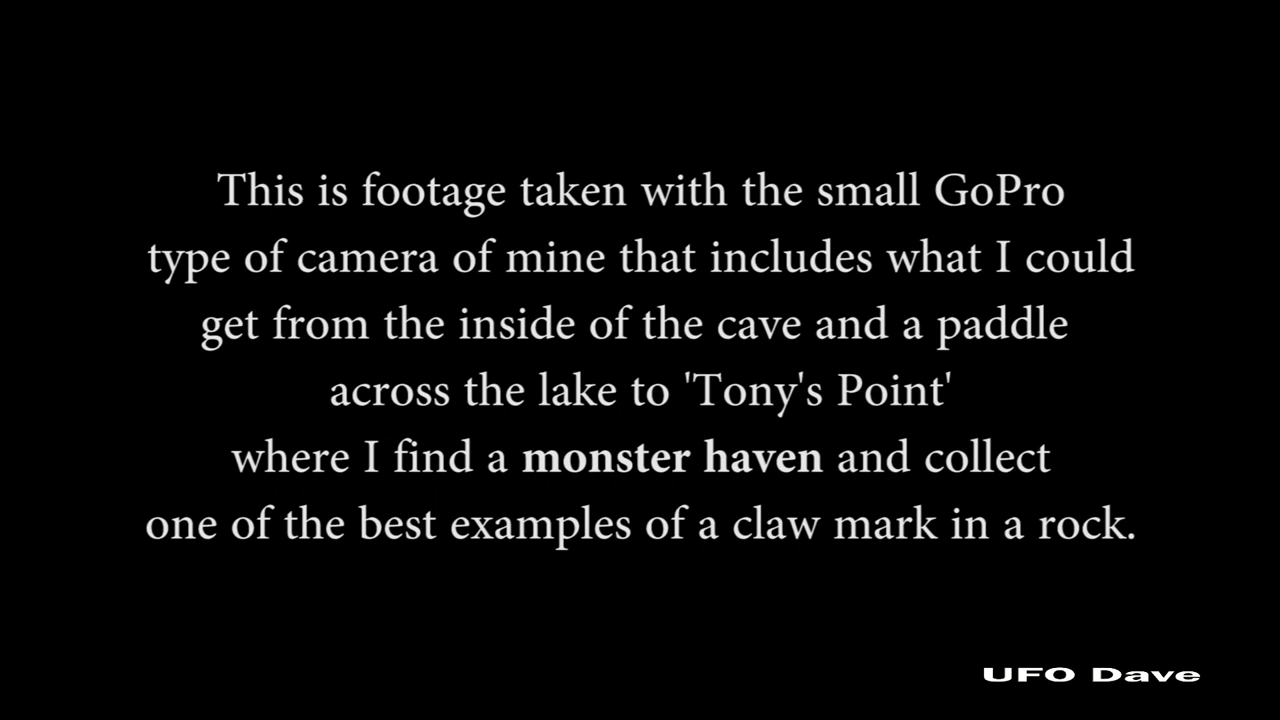 This is footage taken with the small GoPro
type of camera of mine that includes what I could
get from the inside of the cave and a paddle
across the lake to 'Tony's Point'
where I find a monster haven and collect
one of the best examples of a claw mark in a rock.
UFO Dave